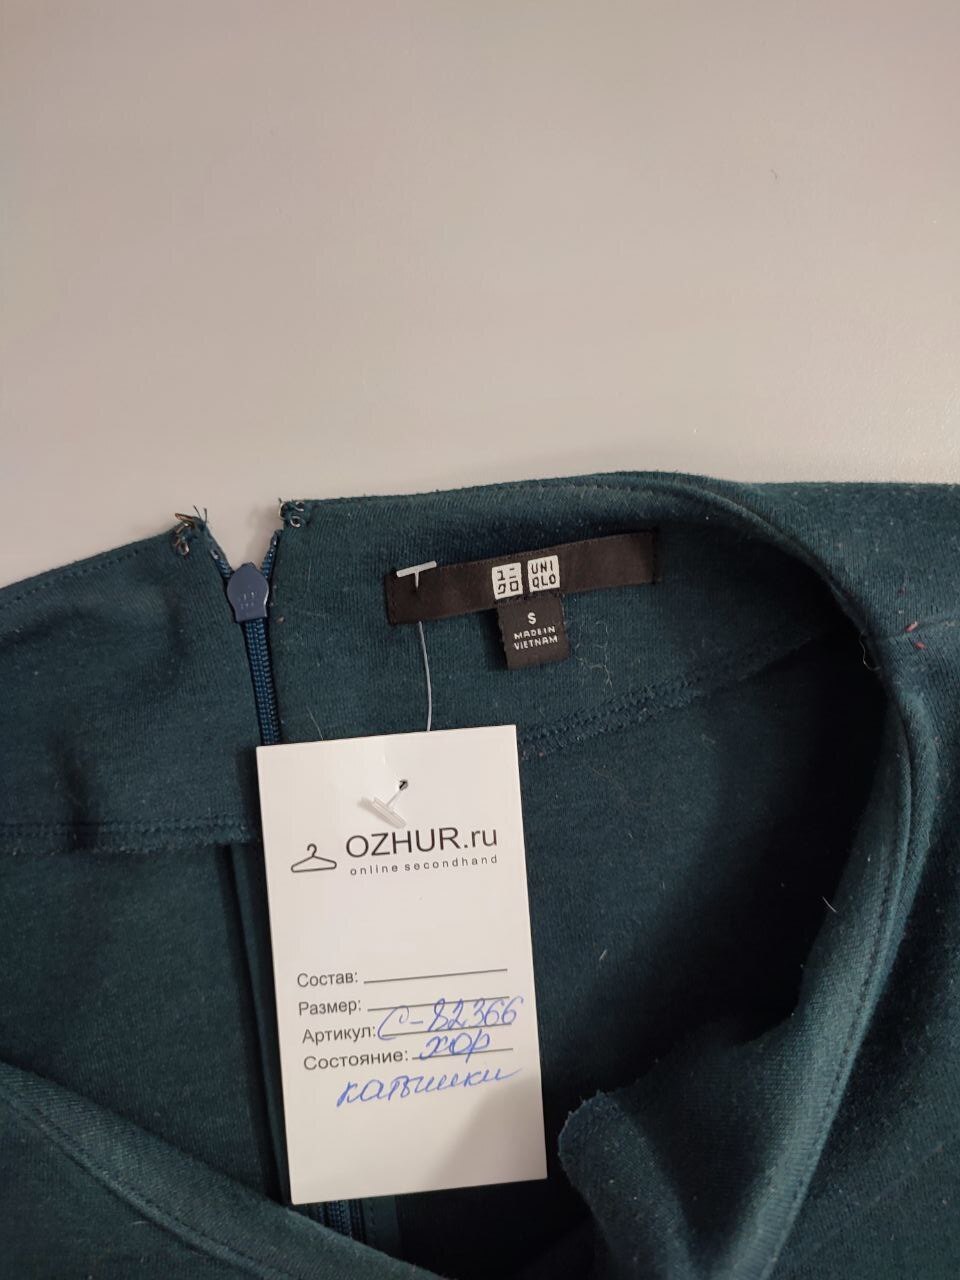 UNI
QLO
S
MADE IN
VIETNAM
OZHUR.ru
online secondhand
Состав:
Размер:
Артикул: С-82366
Состояние: хор
катышки